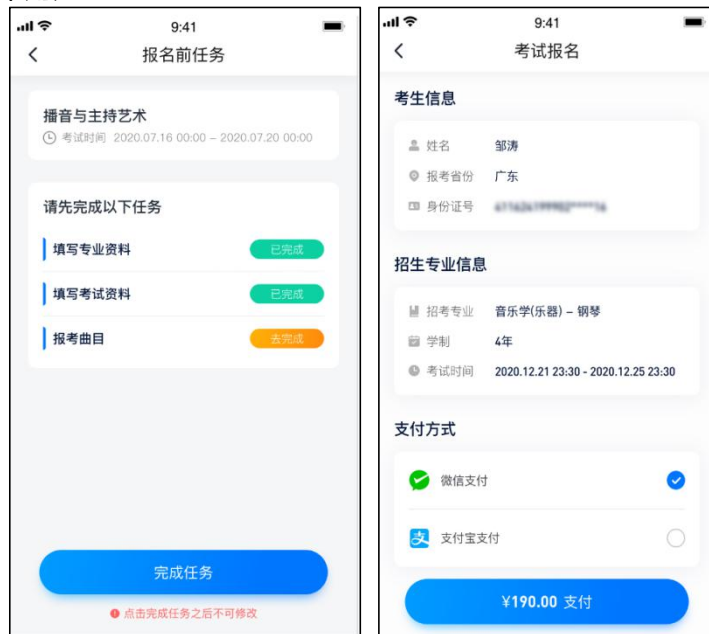 9:41
报名前任务
播音与主持艺术
考试时间 2020.07.16 00:00 – 2020.07.20 00:00
请先完成以下任务
填写专业资料 已完成
填写考试资料 已完成
报考曲目 去完成
完成任务
点击完成任务之后不可修改
9:41
考试报名
考生信息
姓名 邹涛
报考省份 广东
身份证号
招生专业信息
招考专业 音乐学(乐器) – 钢琴
学制 4年
考试时间 2020.12.21 23:30 - 2020.12.25 23:30
支付方式
微信支付
支 支付宝支付
¥190.00 支付